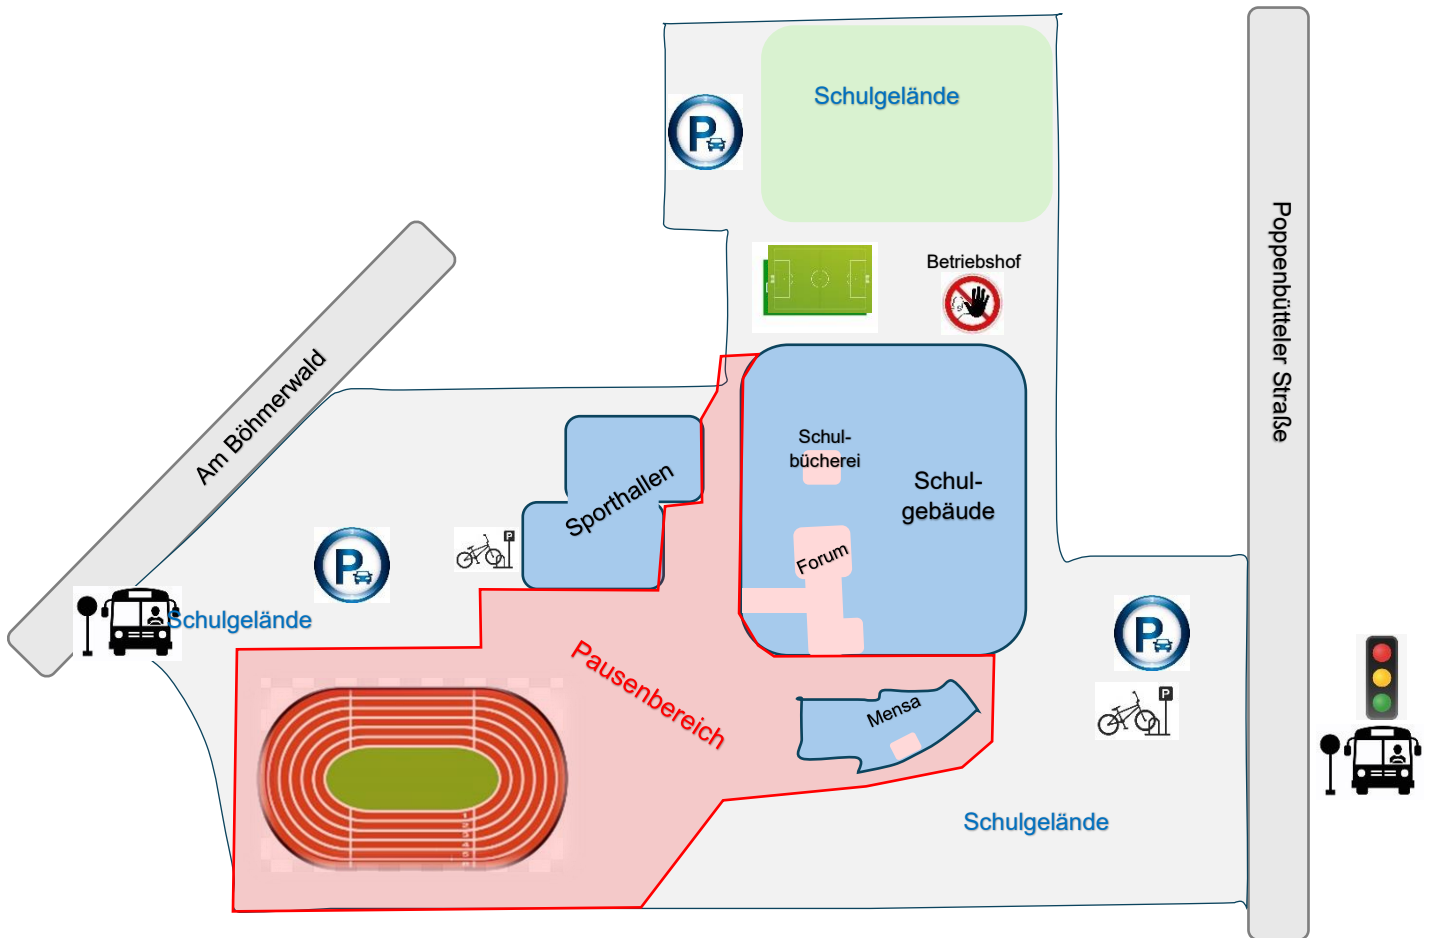 Schulgelände
P
Betriebshof
Poppenbütteler Straße
Am Böhmerwald
Schul-
bücherei
Schul-
gebäude
Sporthallen
Forum
P
P
Schulgelände
P
P
Pausenbereich
Mensa
Schulgelände